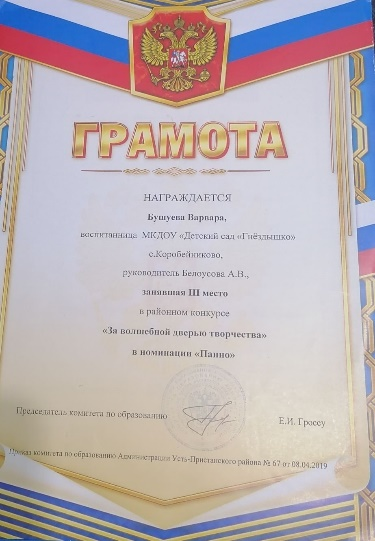 ГРАМОТА
НАГРАЖДАЕТСЯ
Бушуева Варвара,
воспитанница МКДОУ «Детский сад «Гнёздышко»
с.Коробейниково,
руководитель Белоусова А.В.,
занявшая III место
в районном конкурсе
«За волшебной дверью творчества»
в номинации «Панно»
Председатель комитета по образованию
Е.И. Гроссу
Приказ комитета по образованию Администрации Усть-Пристанского района № 67 от 08.04.2019